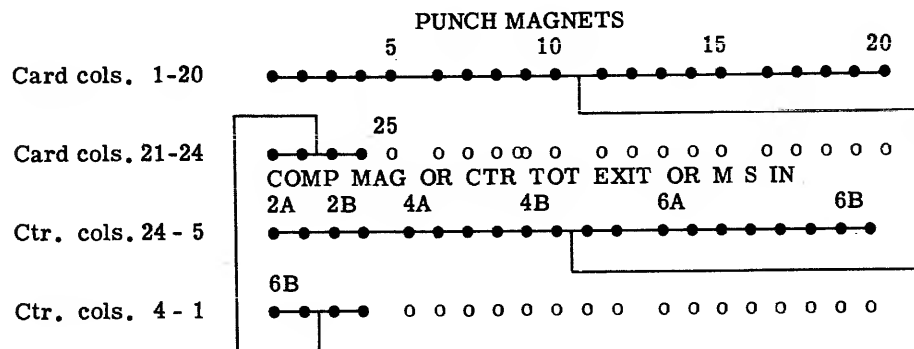 PUNCH MAGNETS
5 10 15 20
Card cols. 1-20
25
Card cols. 21-24
COMP MAG OR CTR TOT EXIT OR M S IN
2A 2B 4A 4B 6A 6B
Ctr. cols. 24 - 5
6B
Ctr. cols. 4 - 1